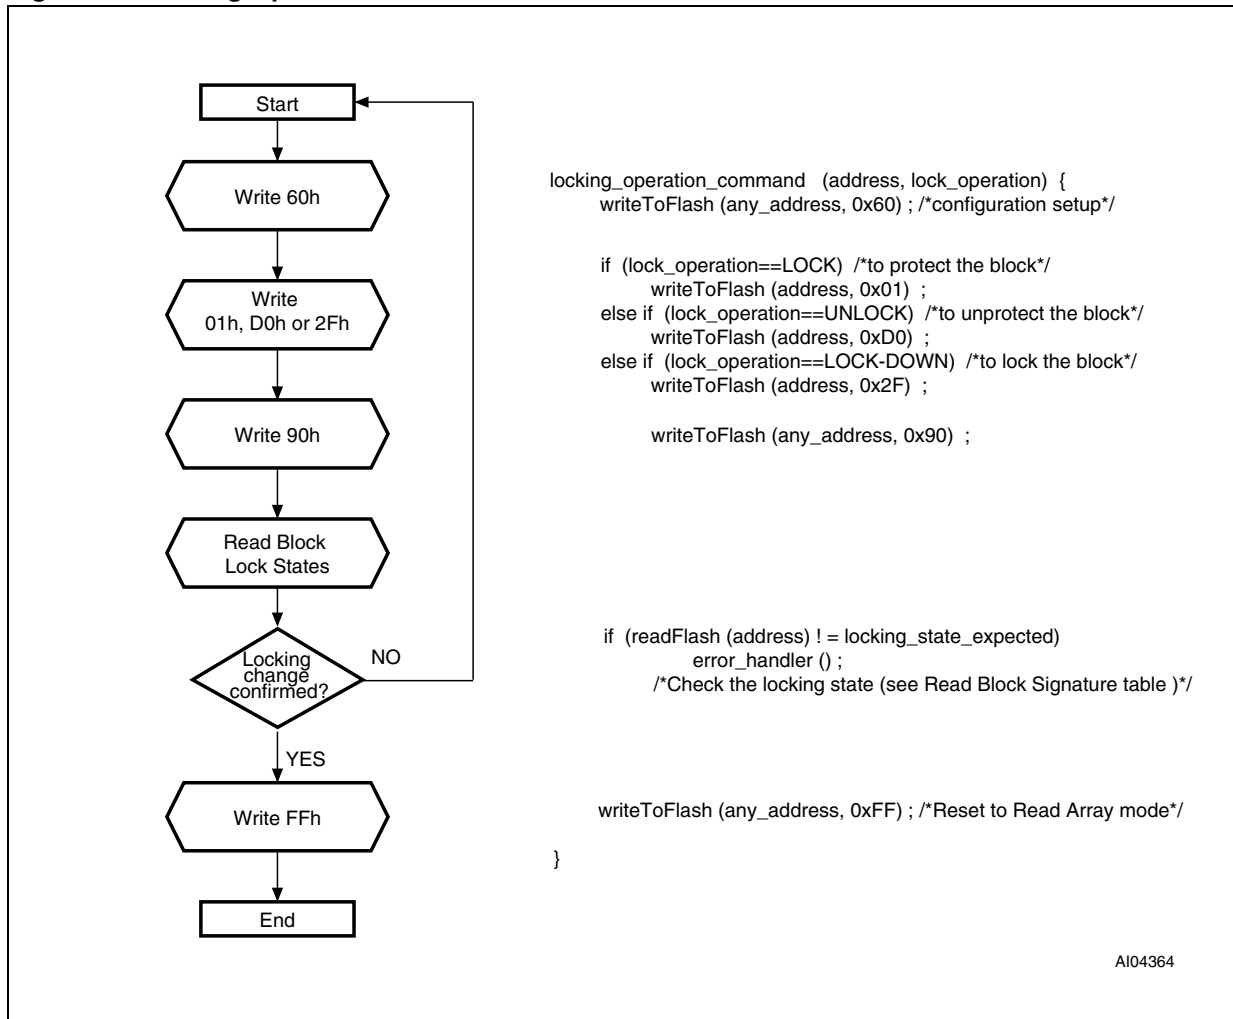 Start
Write 60h
Write
01h, D0h or 2Fh
Write 90h
Read Block
Lock States
Locking
change
confirmed?
NO
YES
Write FFh
End
locking_operation_command (address, lock_operation) {
writeToFlash (any_address, 0x60) ; /*configuration setup*/
if (lock_operation==LOCK) /*to protect the block*/
writeToFlash (address, 0x01) ;
else if (lock_operation==UNLOCK) /*to unprotect the block*/
writeToFlash (address, 0xD0) ;
else if (lock_operation==LOCK-DOWN) /*to lock the block*/
writeToFlash (address, 0x2F) ;
writeToFlash (any_address, 0x90) ;
if (readFlash (address) ! = locking_state_expected)
error_handler () ;
/*Check the locking state (see Read Block Signature table )*/
writeToFlash (any_address, 0xFF) ; /*Reset to Read Array mode*/
}
AI04364